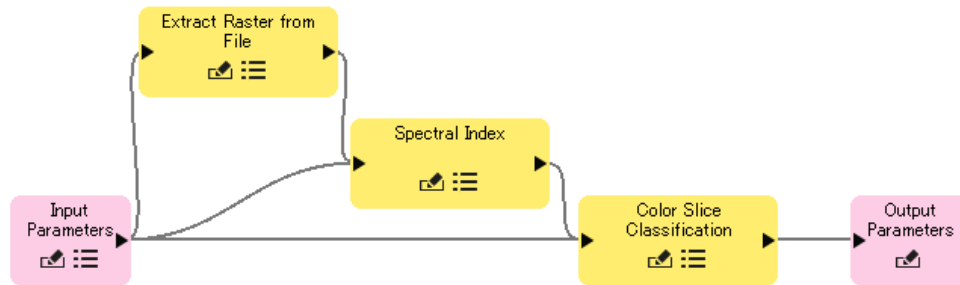 Extract Raster from
File
Spectral Index
Input
Parameters
Color Slice
Classification
Output
Parameters